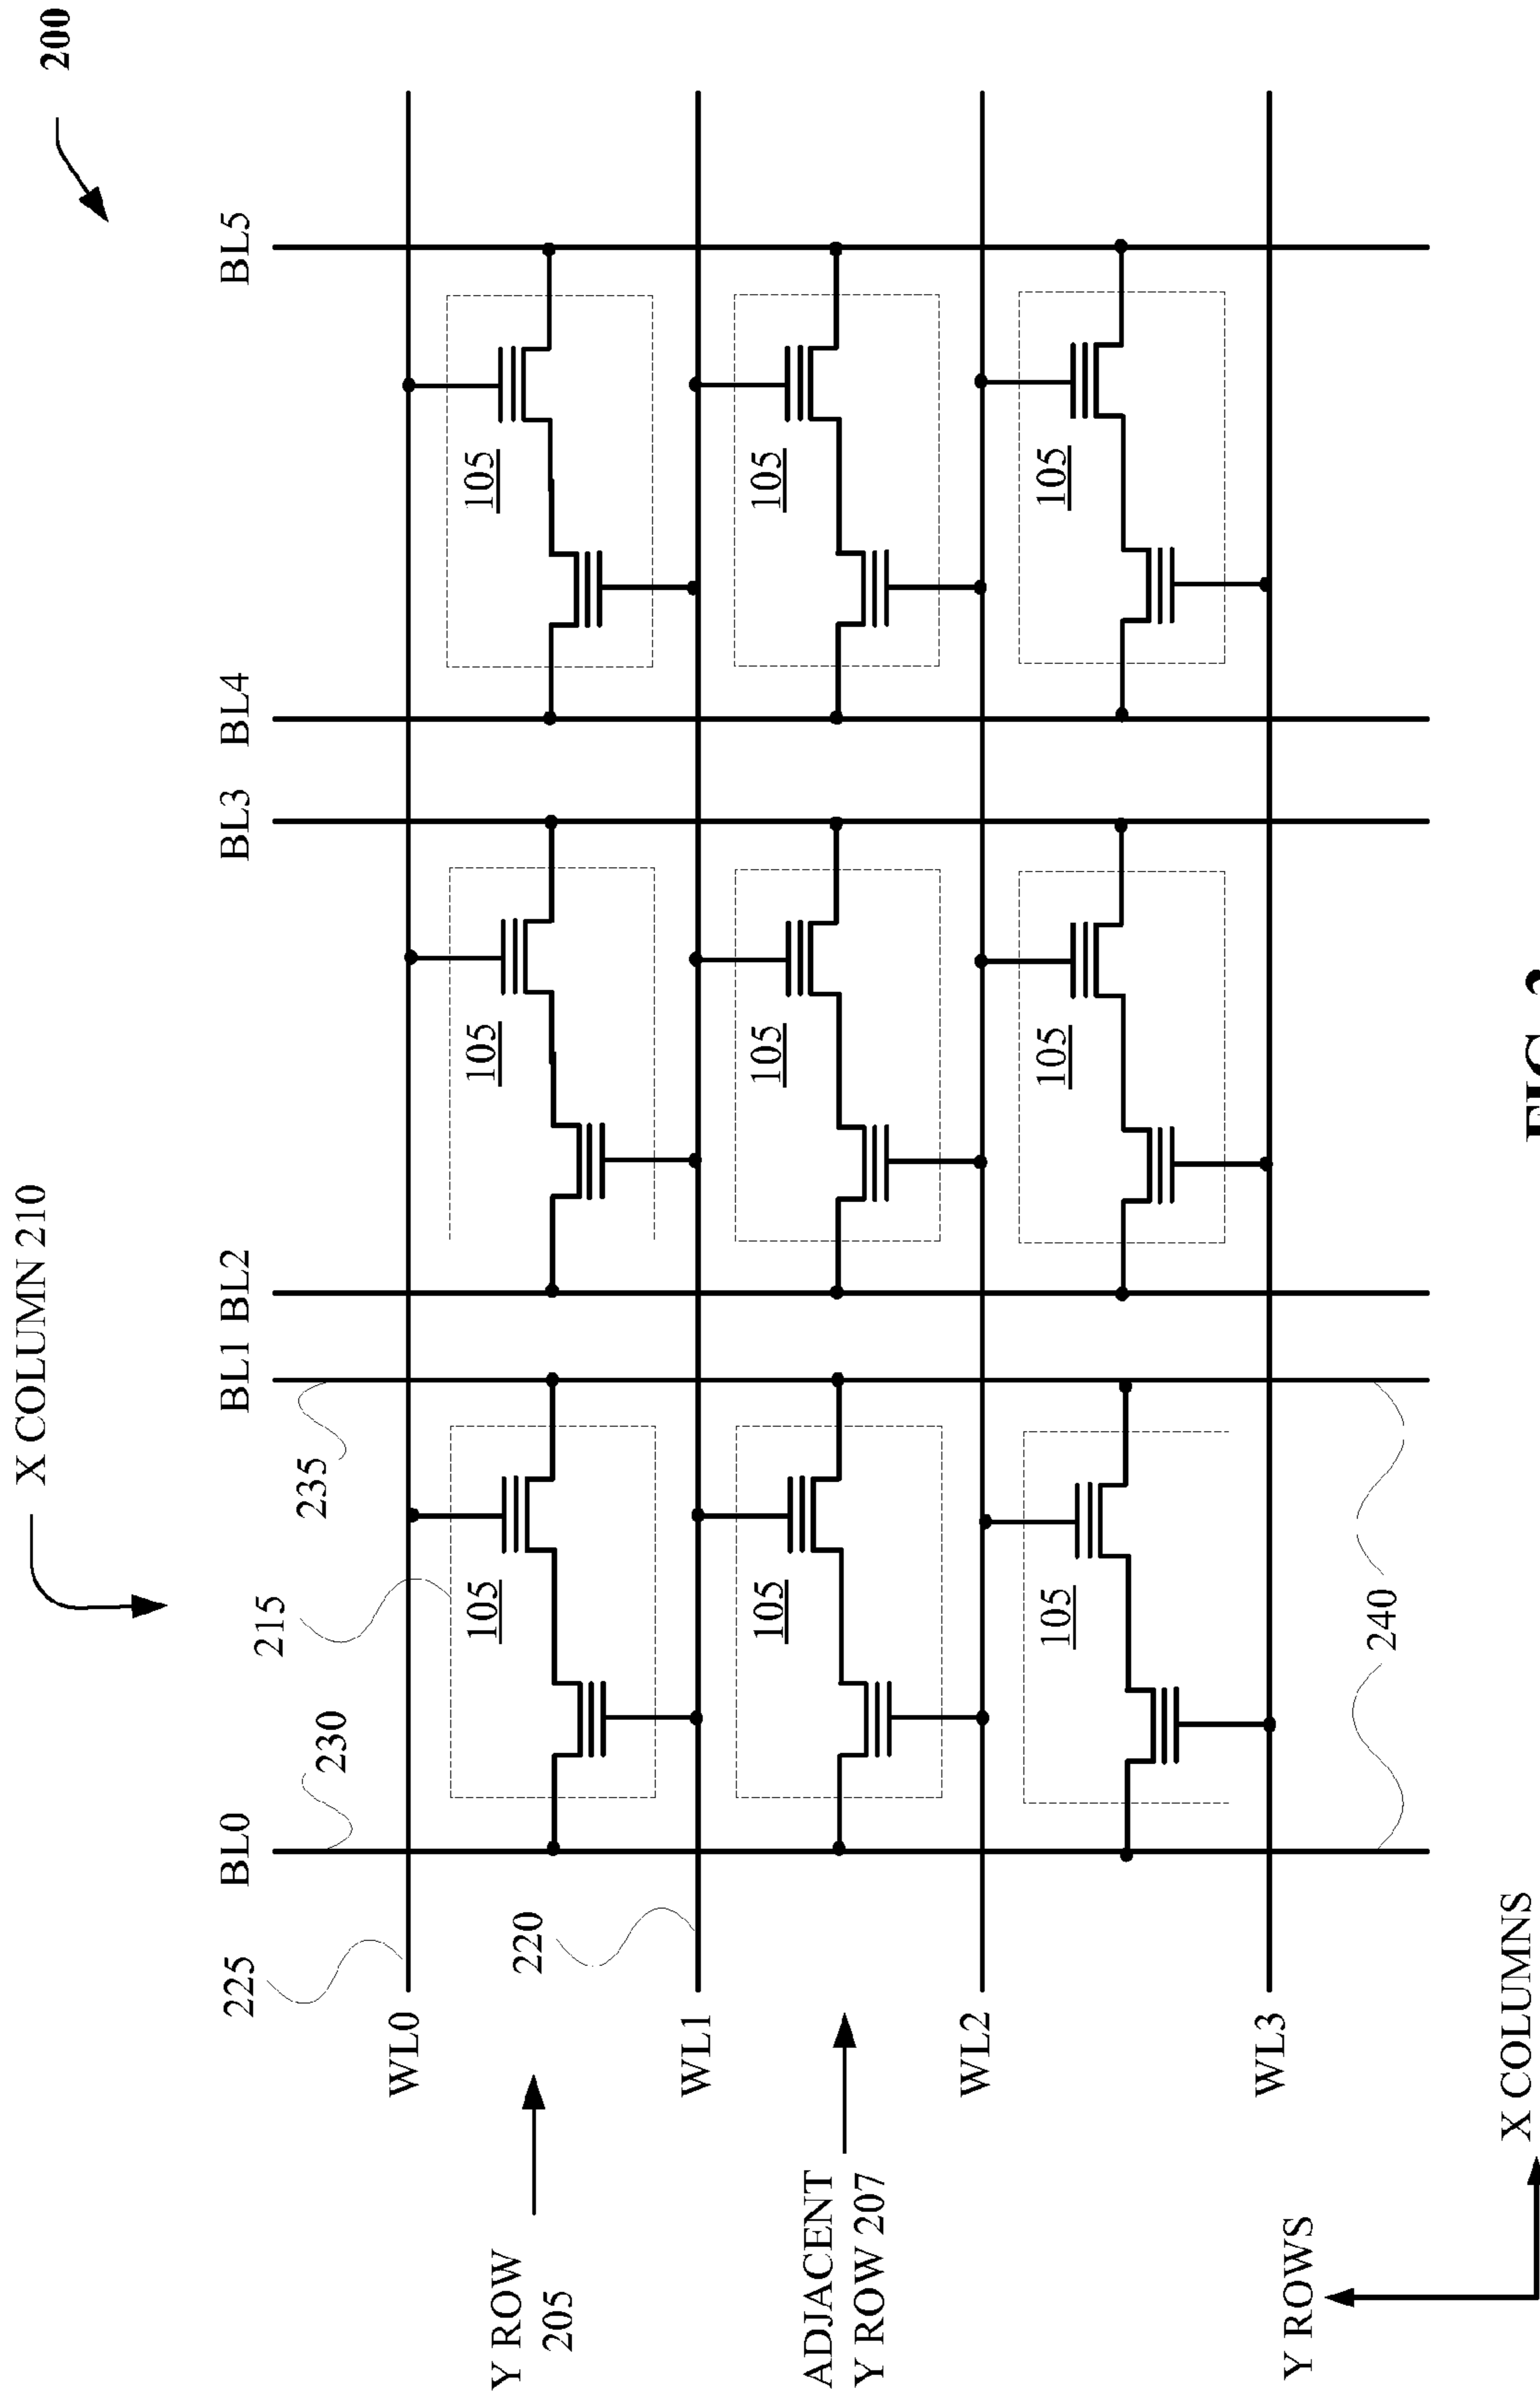 X COLUMN 210
200
BL0
BL1
BL2
BL3
BL4
BL5
225
215
230
235
WL0
105
105
105
Y ROW
205
220
WL1
105
105
105
ADJACENT
Y ROW 207
WL2
105
105
105
WL3
Y ROWS
240
X COLUMNS